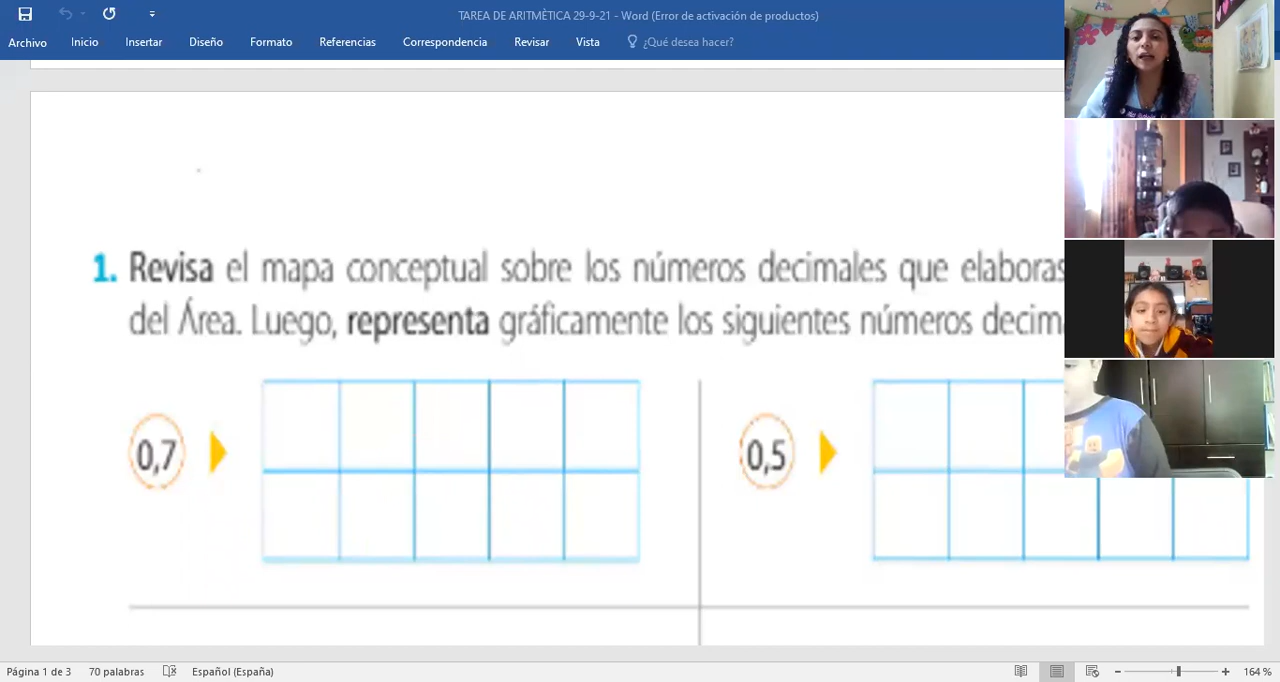 TAREA DE ARITMÈTICA 29-9-21 - Word (Error de activación de productos)
Archivo Inicio Insertar Diseño Formato Referencias Correspondencia Revisar Vista ¿Qué desea hacer?
1. Revisa el mapa conceptual sobre los números decimales que elaboras
del Área. Luego, representa gráficamente los siguientes números decim
0,7 0,5
Página 1 de 3 70 palabras Español (España) 164 %